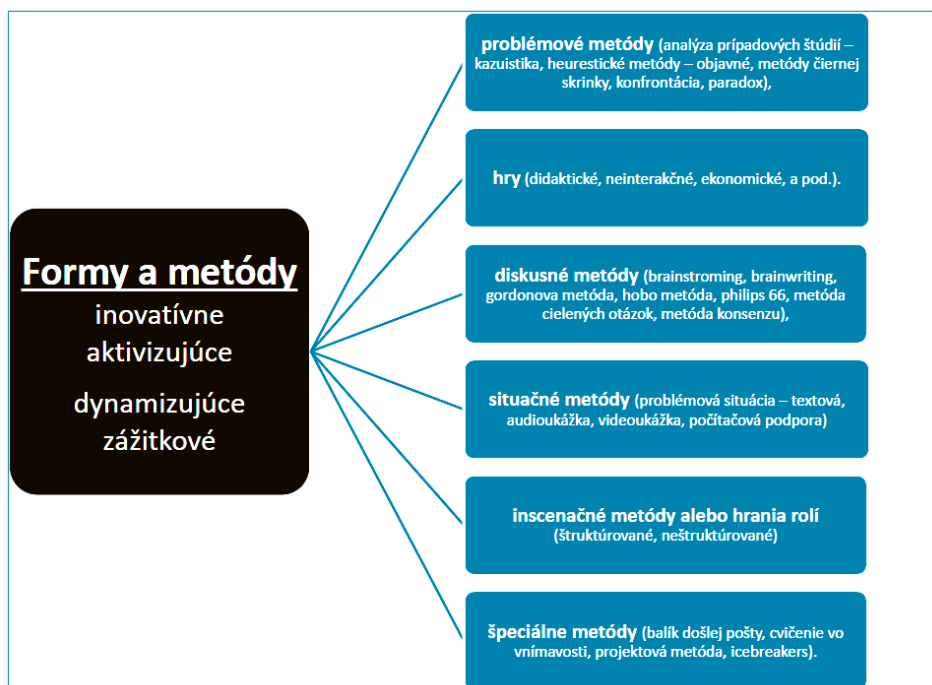 Formy a metódy
inovatívne
aktivizujúce
dynamizujúce
zážitkové
problémové metódy (analýza prípadových štúdií –
kazuistika, heurestické metódy – objavné, metódy čiernej
skrinky, konfrontácia, paradox),
hry (didaktické, neinterakčné, ekonomické, a pod.).
diskusné metódy (brainstroming, brainwriting,
gordonova metóda, hobo metóda, philips 66, metóda
cielených otázok, metóda konsenzu),
situačné metódy (problémová situácia – textová,
audioukážka, videoukážka, počítačová podpora)
inscenačné metódy alebo hrania rolí
(štruktúrované, neštruktúrované)
špeciálne metódy (balík došlej pošty, cvičenie vo
vnímavosti, projektová metóda, icebreakers).